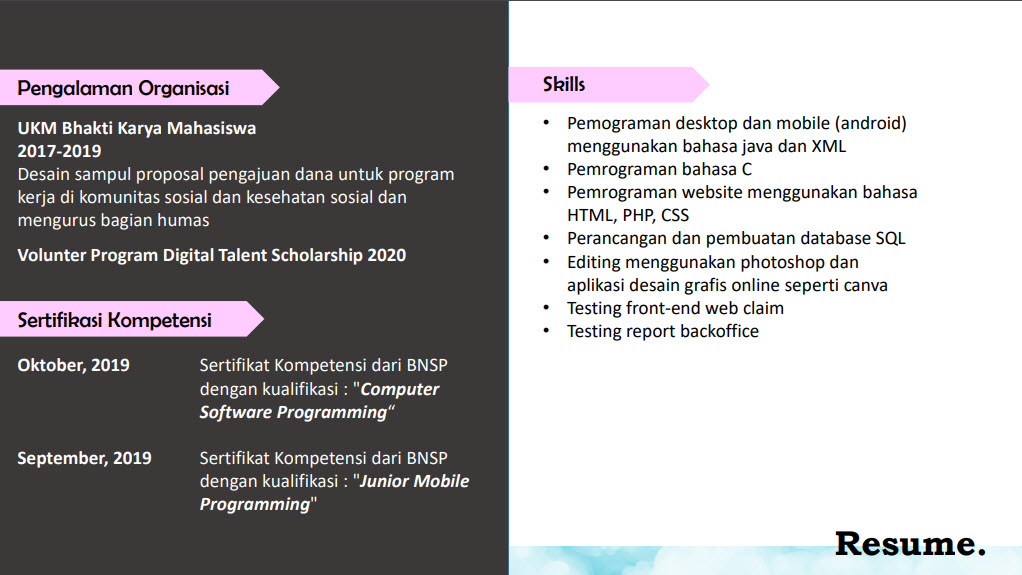 Pengalaman Organisasi
UKM Bhakti Karya Mahasiswa
2017-2019
Desain sampul proposal pengajuan dana untuk program
kerja di komunitas sosial dan kesehatan sosial dan
mengurus bagian humas
Volunter Program Digital Talent Scholarship 2020
Sertifikasi Kompetensi
Oktober, 2019 Sertifikat Kompetensi dari BNSP
dengan kualifikasi : "Computer
Software Programming“
September, 2019 Sertifikat Kompetensi dari BNSP
dengan kualifikasi : "Junior Mobile
Programming"
Skills
• Pemograman desktop dan mobile (android)
menggunakan bahasa java dan XML
• Pemrograman bahasa C
• Pemrograman website menggunakan bahasa
HTML, PHP, CSS
• Perancangan dan pembuatan database SQL
• Editing menggunakan photoshop dan
aplikasi desain grafis online seperti canva
• Testing front-end web claim
• Testing report backoffice
Resume.